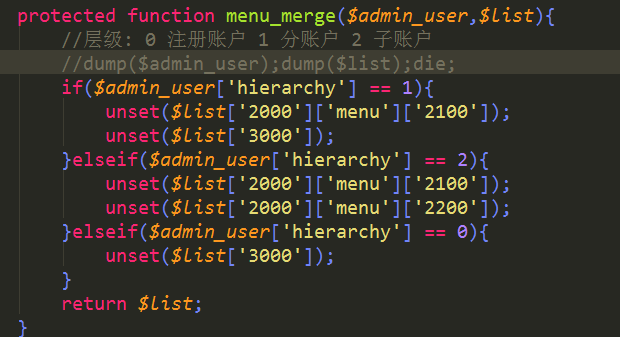 protected function menu_merge($admin_user,$list){
//层级: 0 注册账户 1 分账户 2 子账户
//dump($admin_user);dump($list);die;
if($admin_user['hierarchy'] == 1){
unset($list['2000']['menu']['2100']);
unset($list['3000']);
}elseif($admin_user['hierarchy'] == 2){
unset($list['2000']['menu']['2100']);
unset($list['2000']['menu']['2200']);
}elseif($admin_user['hierarchy'] == 0){
unset($list['3000']);
}
return $list;
}